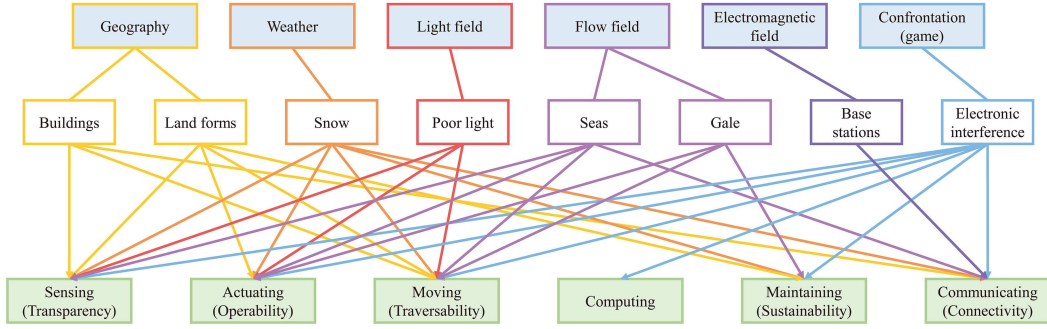 Geography
Weather
Light field
Flow field
Electromagnetic
field
Confrontation
(game)
Buildings
Land forms
Snow
Poor light
Seas
Gale
Base
stations
Electronic
interference
Sensing
(Transparency)
Actuating
(Operability)
Moving
(Traversability)
Computing
Maintaining
(Sustainability)
Communicating
(Connectivity)